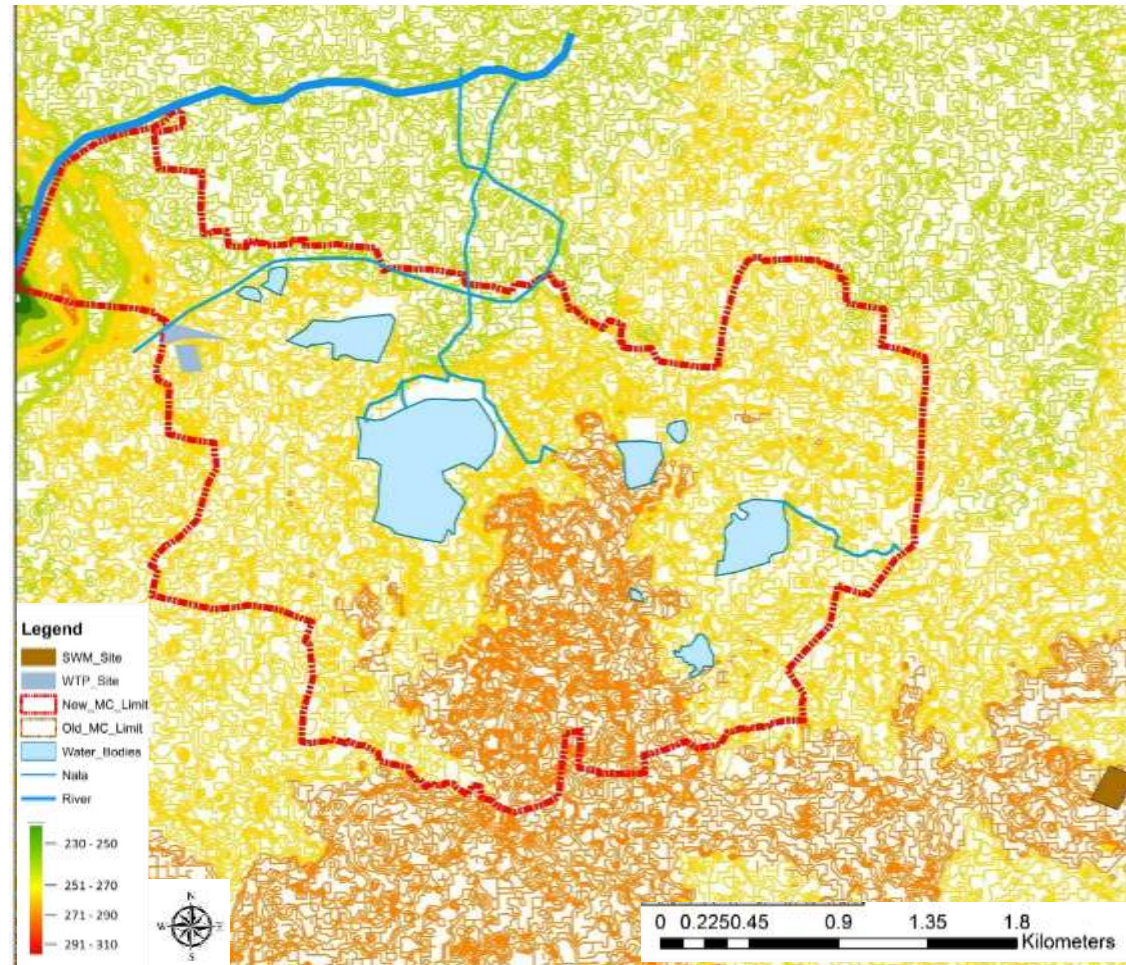 Legend
SWM_Site
WTP_Site
New_MC_Limit
Old_MC_Limit
Water_Bodies
Nala
River
230 - 250
251 - 270
271 - 290
291 - 310
N
W E
S
0 0.2250.45 0.9 1.35 1.8
Kilometers